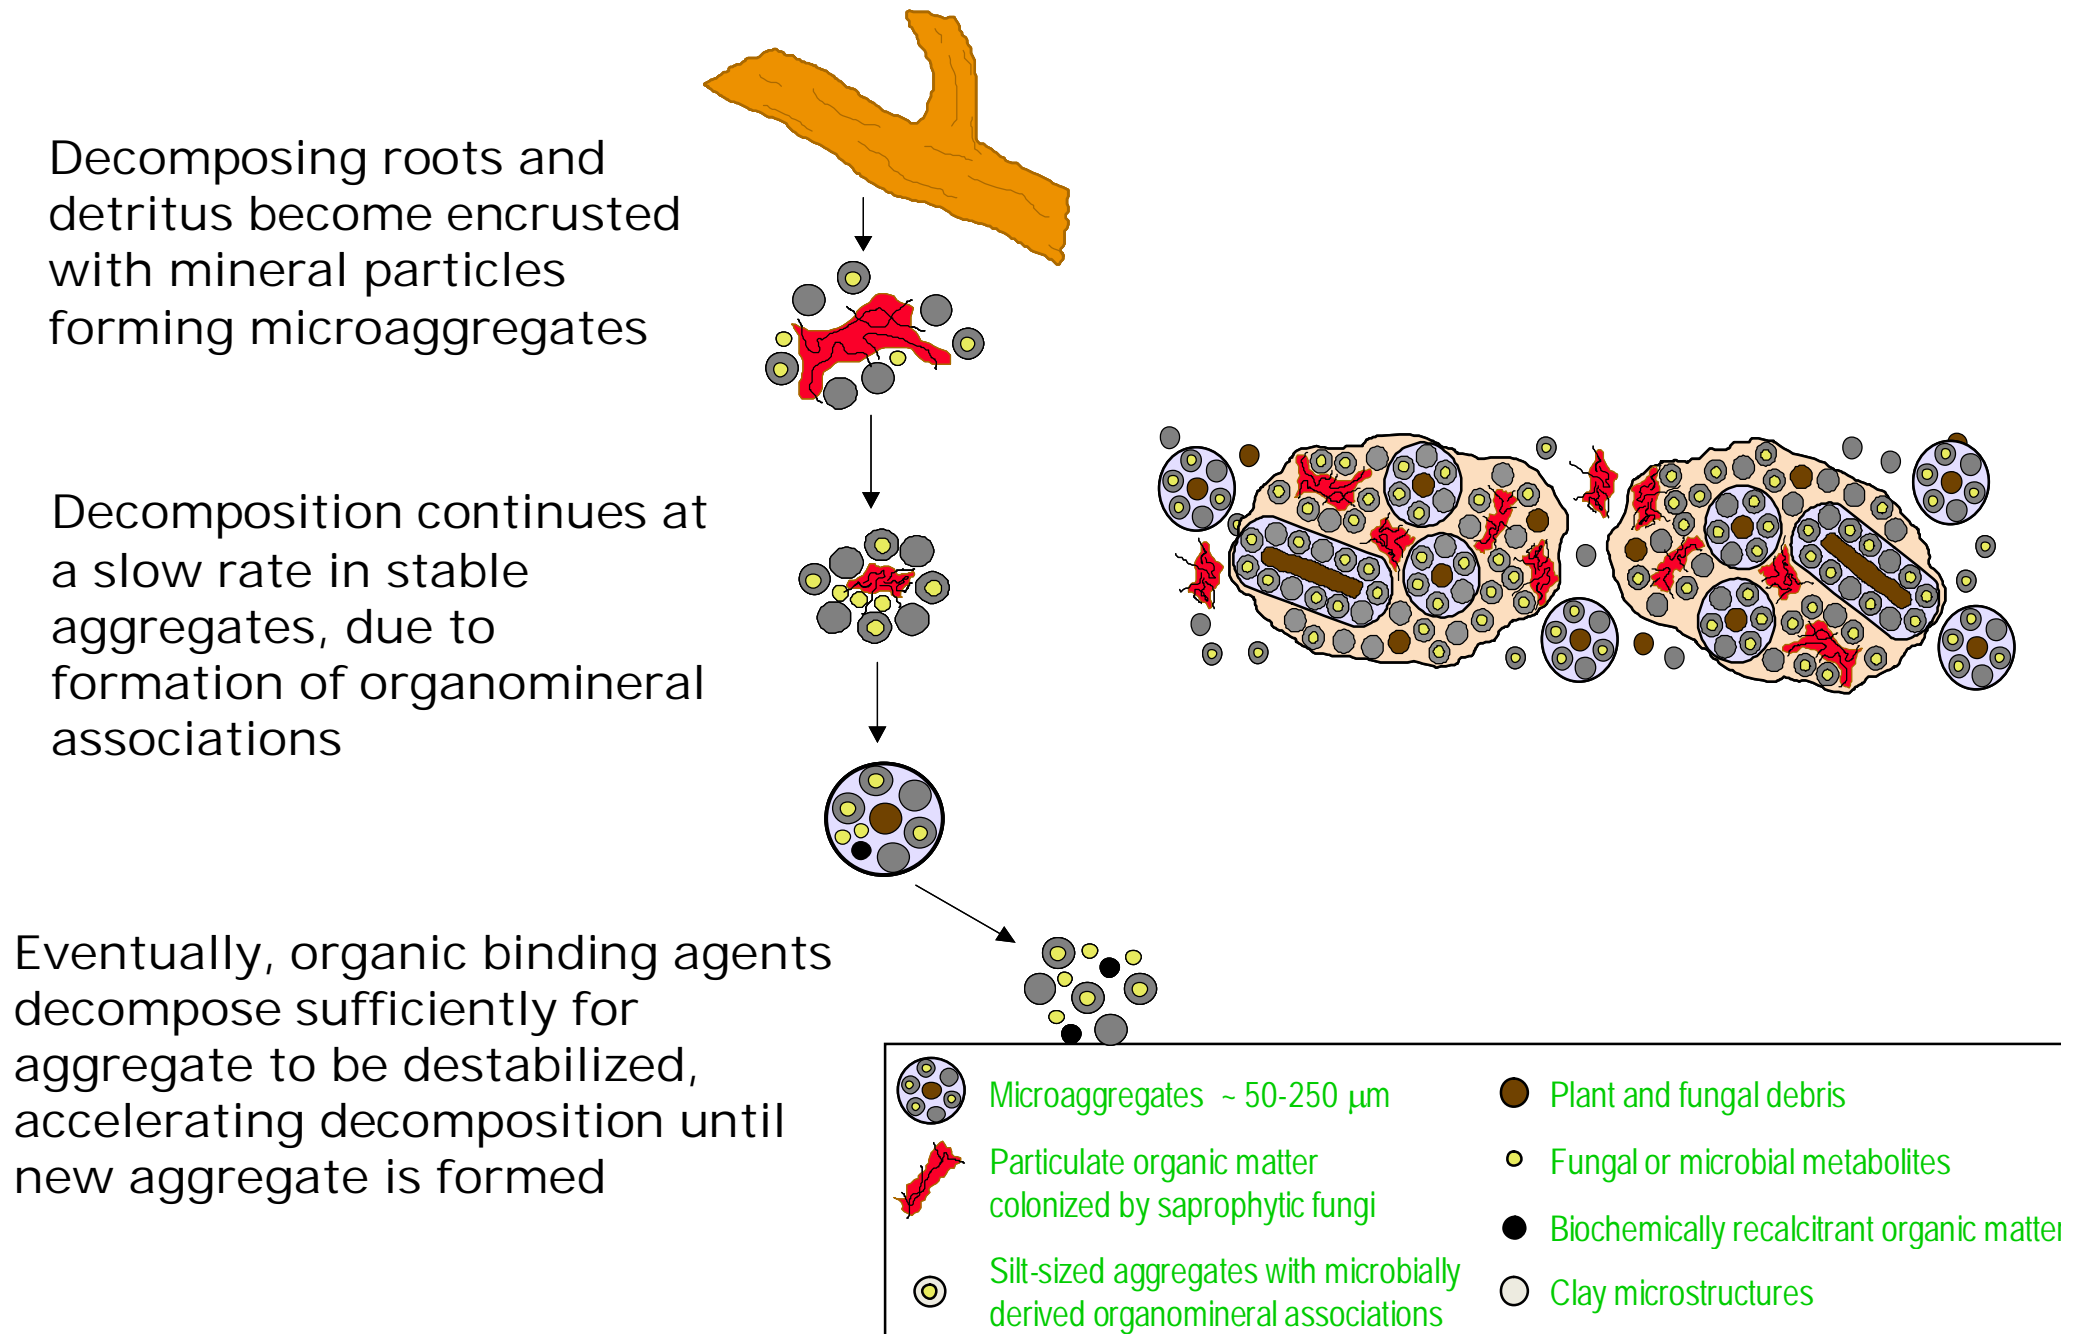 Decomposing roots and
detritus become encrusted
with mineral particles
forming microaggregates
Decomposition continues at
a slow rate in stable
aggregates, due to
formation of organomineral
associations
Eventually, organic binding agents
decompose sufficiently for
aggregate to be destabilized,
accelerating decomposition until
new aggregate is formed
Microaggregates ~ 50-250 μm
Particulate organic matter
colonized by saprophytic fungi
Silt-sized aggregates with microbially
derived organomineral associations
Plant and fungal debris
Fungal or microbial metabolites
Biochemically recalcitrant organic matter
Clay microstructures